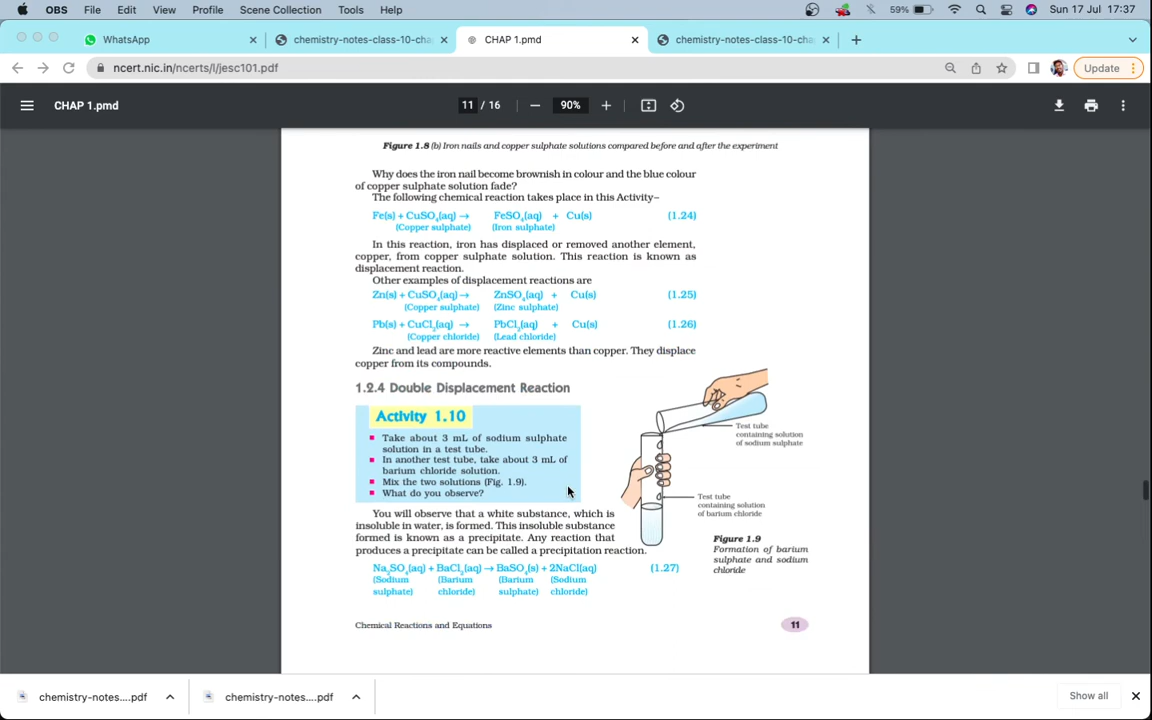 OBS File Edit View Profile Scene Collection Tools Help 59% Sun 17 Jul 17:37
WhatsApp chemistry-notes-class-10-cha CHAP 1.pmd chemistry-notes-class-10-cha
ncert.nic.in/ncerts/l/jesc101.pdf Update
CHAP 1.pmd 11 / 16 90%
Figure 1.8 (b) Iron nails and copper sulphate solutions compared before and after the experiment
Why does the iron nail become brownish in colour and the blue colour
of copper sulphate solution fade?
The following chemical reaction takes place in this Activity–
Fe(s) + CuSO₄(aq) → FeSO₄(aq) + Cu(s) (1.24)
(Copper sulphate) (Iron sulphate)
In this reaction, iron has displaced or removed another element,
copper, from copper sulphate solution. This reaction is known as
displacement reaction.
Other examples of displacement reactions are
Zn(s) + CuSO₄(aq) → ZnSO₄(aq) + Cu(s) (1.25)
(Copper sulphate) (Zinc sulphate)
Pb(s) + CuCl₂(aq) → PbCl₂(aq) + Cu(s) (1.26)
(Copper chloride) (Lead chloride)
Zinc and lead are more reactive elements than copper. They displace
copper from its compounds.
1.2.4 Double Displacement Reaction
Activity 1.10
Take about 3 mL of sodium sulphate
solution in a test tube.
In another test tube, take about 3 mL of
barium chloride solution.
Mix the two solutions (Fig. 1.9).
What do you observe?
Test tube
containing solution
of sodium sulphate
Test tube
containing solution
of barium chloride
Figure 1.9
Formation of barium
sulphate and sodium
chloride
You will observe that a white substance, which is
insoluble in water, is formed. This insoluble substance
formed is known as a precipitate. Any reaction that
produces a precipitate can be called a precipitation reaction.
Na₂SO₄(aq) + BaCl₂(aq) → BaSO₄(s) + 2NaCl(aq) (1.27)
(Sodium (Barium (Barium (Sodium
sulphate) chloride) sulphate) chloride)
Chemical Reactions and Equations 11
chemistry-notes....pdf chemistry-notes....pdf Show all